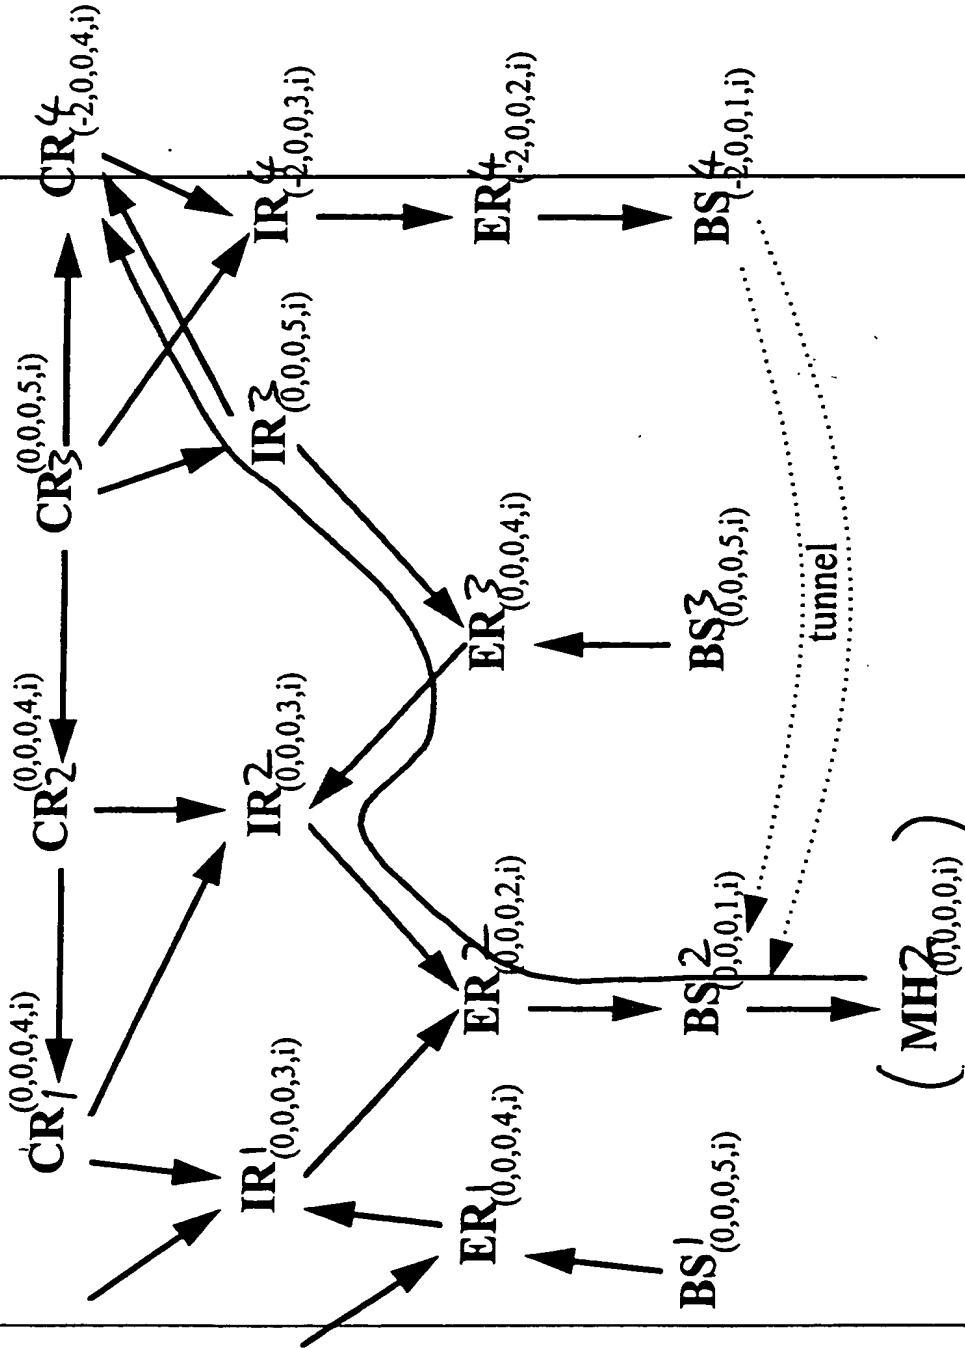 CR1 (0,0,0,4,i)
CR2 (0,0,0,4,i)
CR3 (0,0,0,5,i)
CR4 (-2,0,0,4,i)
IR1 (0,0,0,3,i)
IR2 (0,0,0,3,i)
IR3 (0,0,0,5,i)
IR4 (-2,0,0,3,i)
ER1 (0,0,0,4,i)
ER2 (0,0,0,2,i)
ER3 (0,0,0,4,i)
ER4 (-2,0,0,2,i)
BS1 (0,0,0,5,i)
BS2 (0,0,0,1,i)
BS3 (0,0,0,5,i)
BS4 (-2,0,0,1,i)
tunnel
(MH2 (0,0,0,0,i))